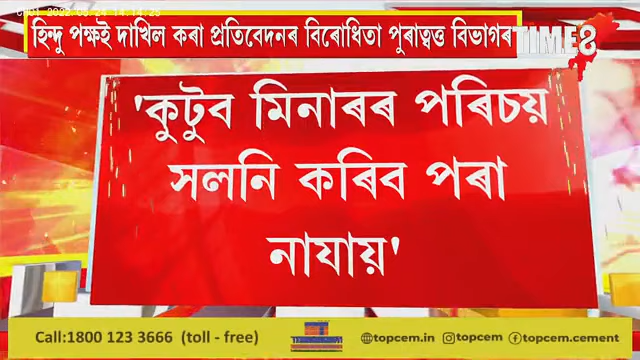 হিন্দু পক্ষই দাখিল কৰা প্ৰতিবেদনৰ বিৰোধিতা পুৰাতত্ত্ব বিভাগৰ
TIME8
'কুটুব মিনাৰৰ পৰিচয়
সলনি কৰিব পৰা
নাযায়'
Call:1800 123 3666 (toll - free)
topcem.in
topcem
topcem.cement